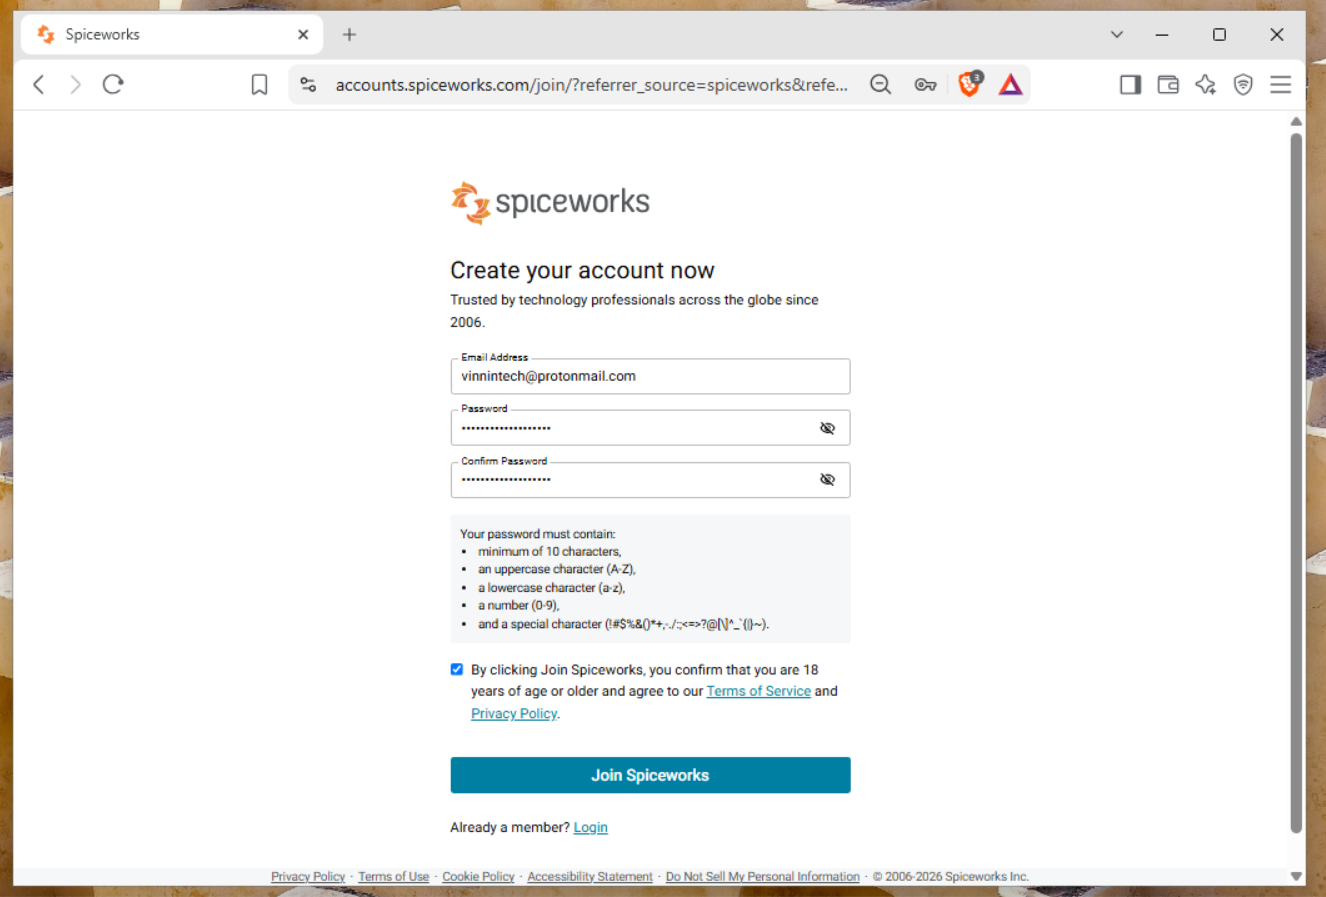 Spiceworks
accounts.spiceworks.com/join/?referrer_source=spiceworks&refe...
3
spiceworks
Create your account now
Trusted by technology professionals across the globe since
2006.
Email Address
vinnintech@protonmail.com
Password
•••••••••••••••••••
Confirm Password
•••••••••••••••••••
Your password must contain:
• minimum of 10 characters,
• an uppercase character (A-Z),
• a lowercase character (a-z),
• a number (0-9),
• and a special character (!#$%&()*+,-./:;<=>?@[\]^_`{|}~).
By clicking Join Spiceworks, you confirm that you are 18
years of age or older and agree to our Terms of Service and
Privacy Policy.
Join Spiceworks
Already a member? Login
Privacy Policy · Terms of Use · Cookie Policy · Accessibility Statement · Do Not Sell My Personal Information · © 2006-2026 Spiceworks Inc.